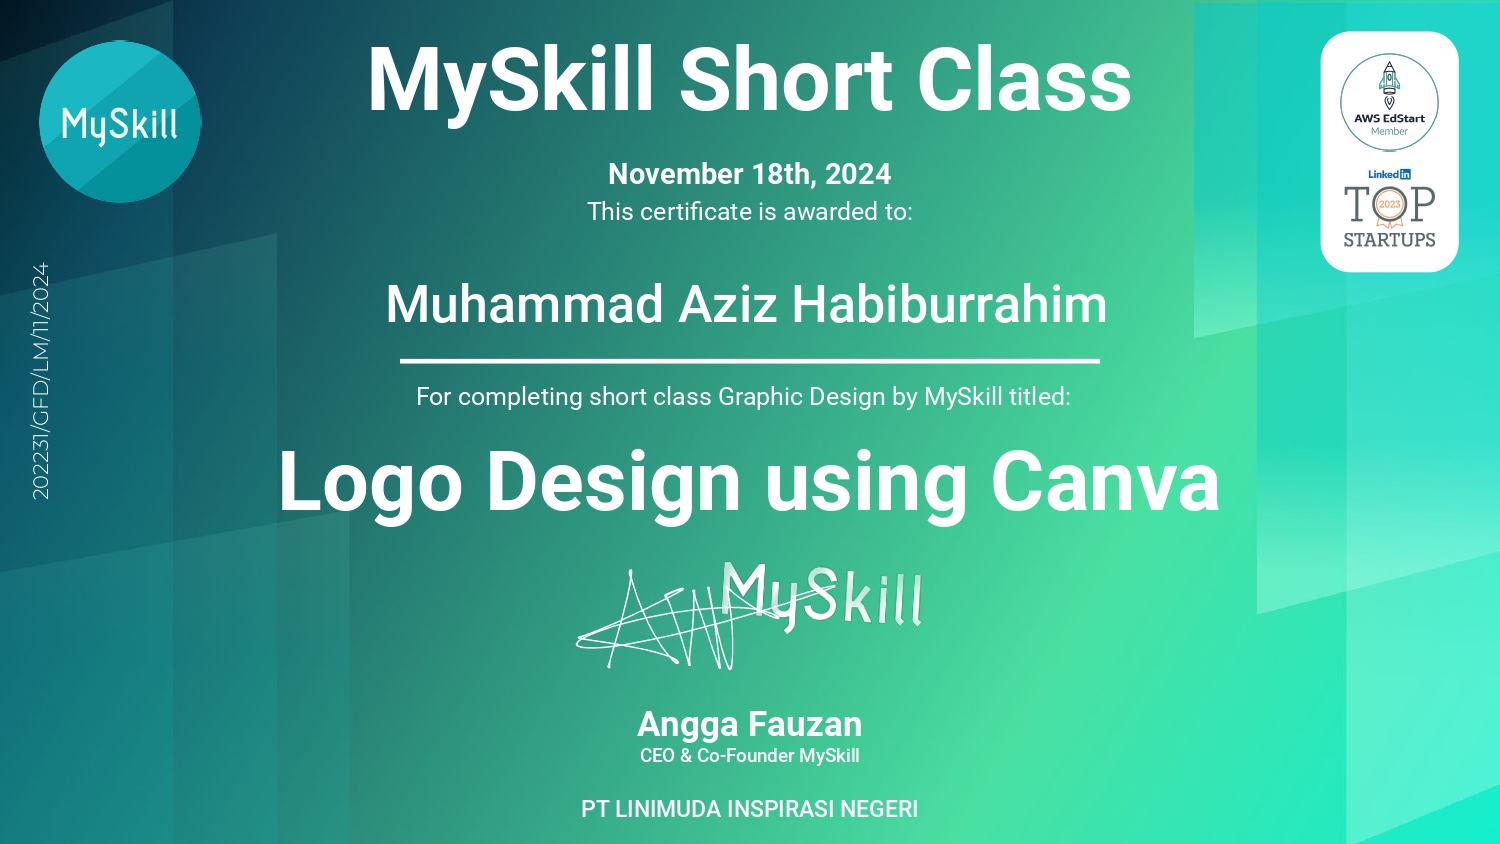 MySkill Short Class
MySkill
AWS EdStart
Member
November 18th, 2024
This certificate is awarded to:
Linked in
TOP
2023
STARTUPS
202231/GFD/LM/11/2024
Muhammad Aziz Habiburrahim
For completing short class Graphic Design by MySkill titled:
Logo Design using Canva
MySkill
Angga Fauzan
CEO & Co-Founder MySkill
PT LINIMUDA INSPIRASI NEGERI